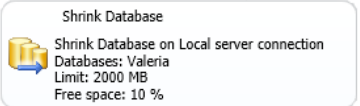 Shrink Database
Shrink Database on Local server connection
Databases: Valeria
Limit: 2000 MB
Free space: 10 %